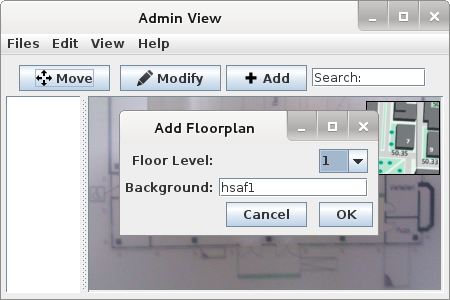 Admin View
Files Edit View Help
Move Modify Add Search:
Add Floorplan
Floor Level: 1
Background: hsaf1
Cancel OK
7
9
50.35
50.33